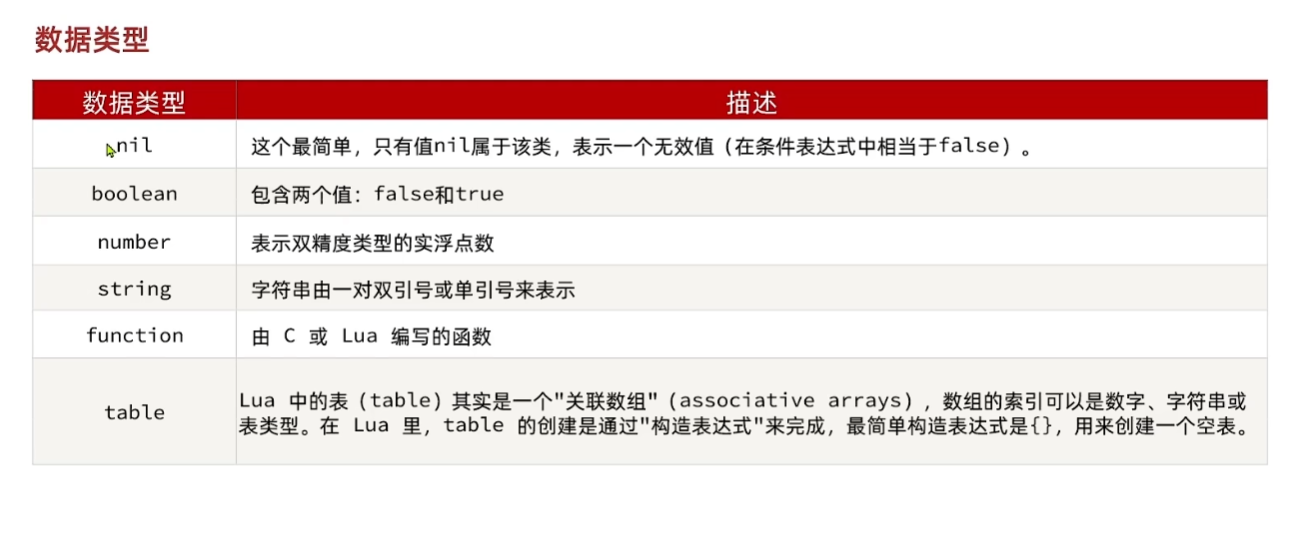 数据类型
数据类型 描述
nil 这个最简单，只有值nil属于该类，表示一个无效值（在条件表达式中相当于false）。
boolean 包含两个值：false和true
number 表示双精度类型的实浮点数
string 字符串由一对双引号或单引号来表示
function 由 C 或 Lua 编写的函数
table Lua 中的表（table）其实是一个"关联数组"（associative arrays），数组的索引可以是数字、字符串或
表类型。在 Lua 里，table 的创建是通过"构造表达式"来完成，最简单构造表达式是{}，用来创建一个空表。